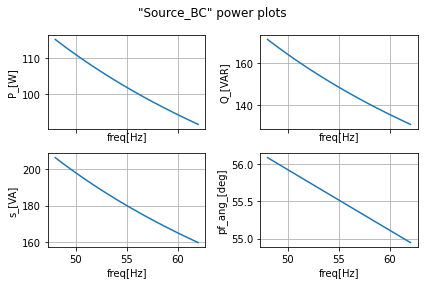 "Source_BC" power plots
P_[W]
110
100
freq[Hz]
Q_[VAR]
160
140
freq[Hz]
s_[VA]
200
180
160
50 55 60
freq[Hz]
pf_ang_[deg]
56.0
55.5
55.0
50 55 60
freq[Hz]